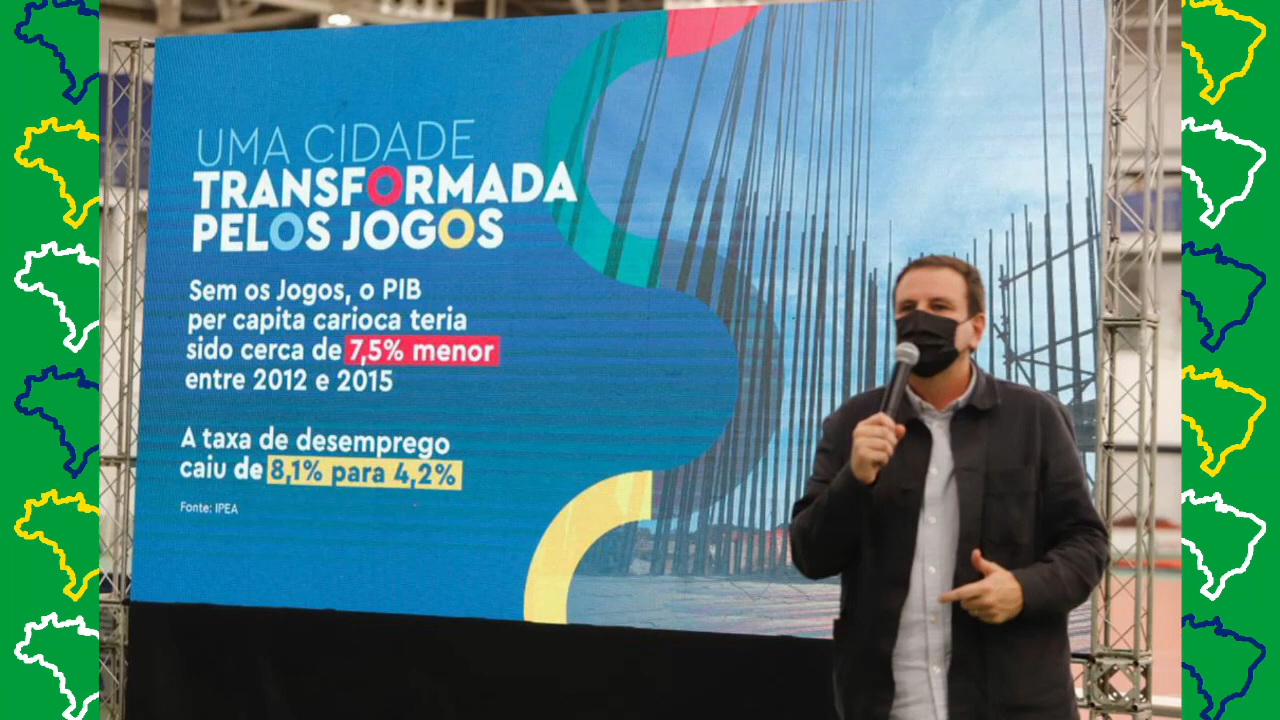 UMA CIDADE
TRANSFORMADA
PELOS JOGOS
Sem os Jogos, o PIB
per capita carioca teria
sido cerca de 7,5% menor
entre 2012 e 2015
A taxa de desemprego
caiu de 8,1% para 4,2%
Fonte: IPEA